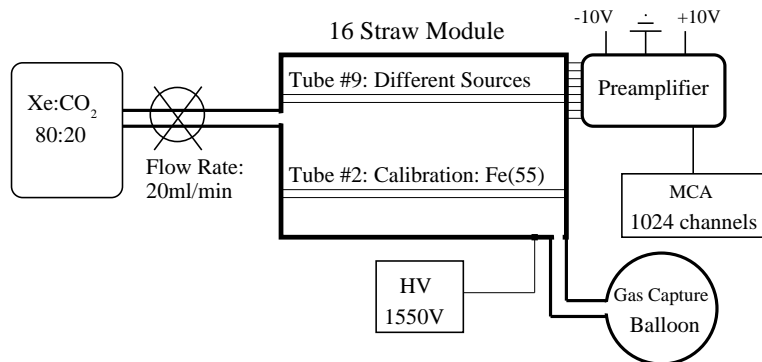 -10V
+10V
16 Straw Module
Xe:CO2
80:20
Tube #9: Different Sources
Preamplifier
Flow Rate:
20ml/min
Tube #2: Calibration: Fe(55)
MCA
1024 channels
HV
1550V
Gas Capture
Balloon